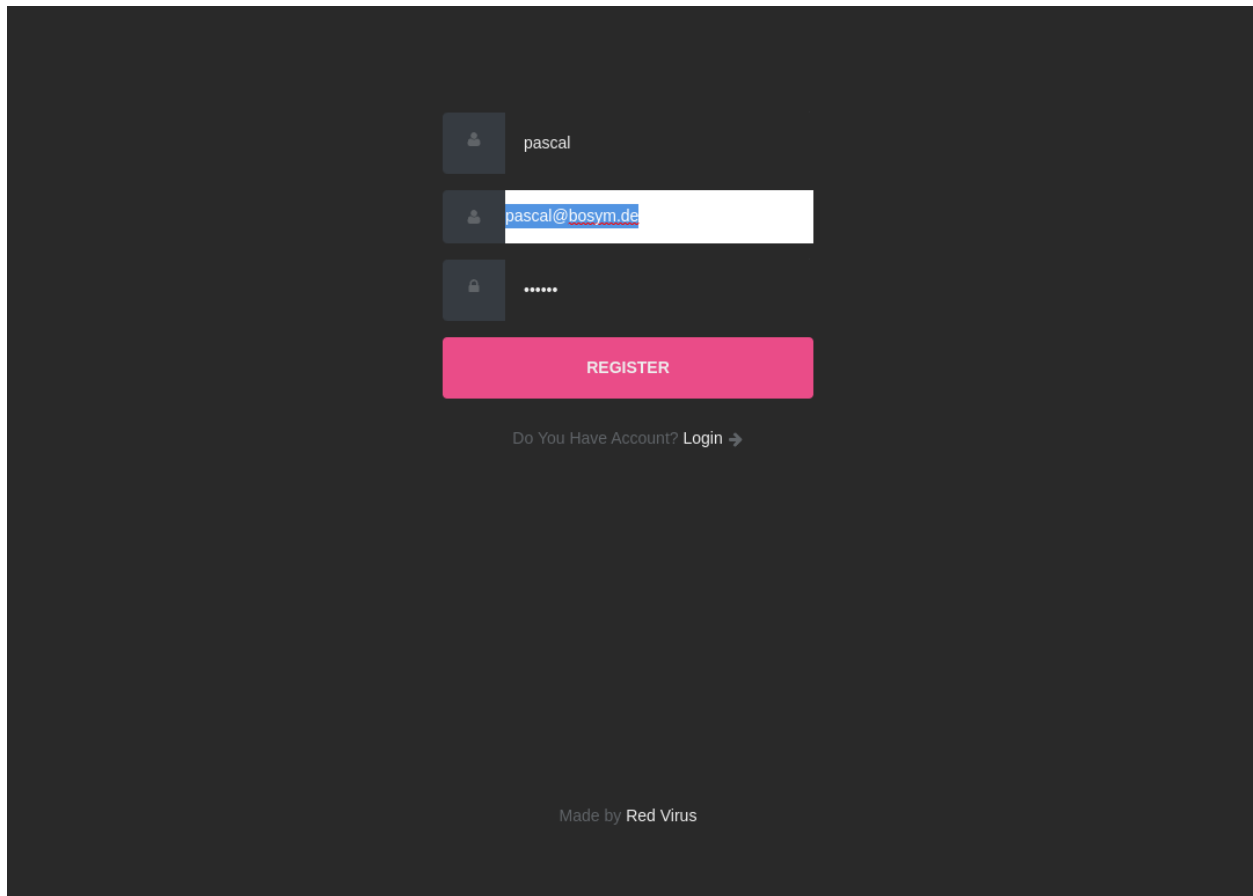 pascal
pascal@bosym.de
••••••
REGISTER
Do You Have Account? Login
Made by Red Virus